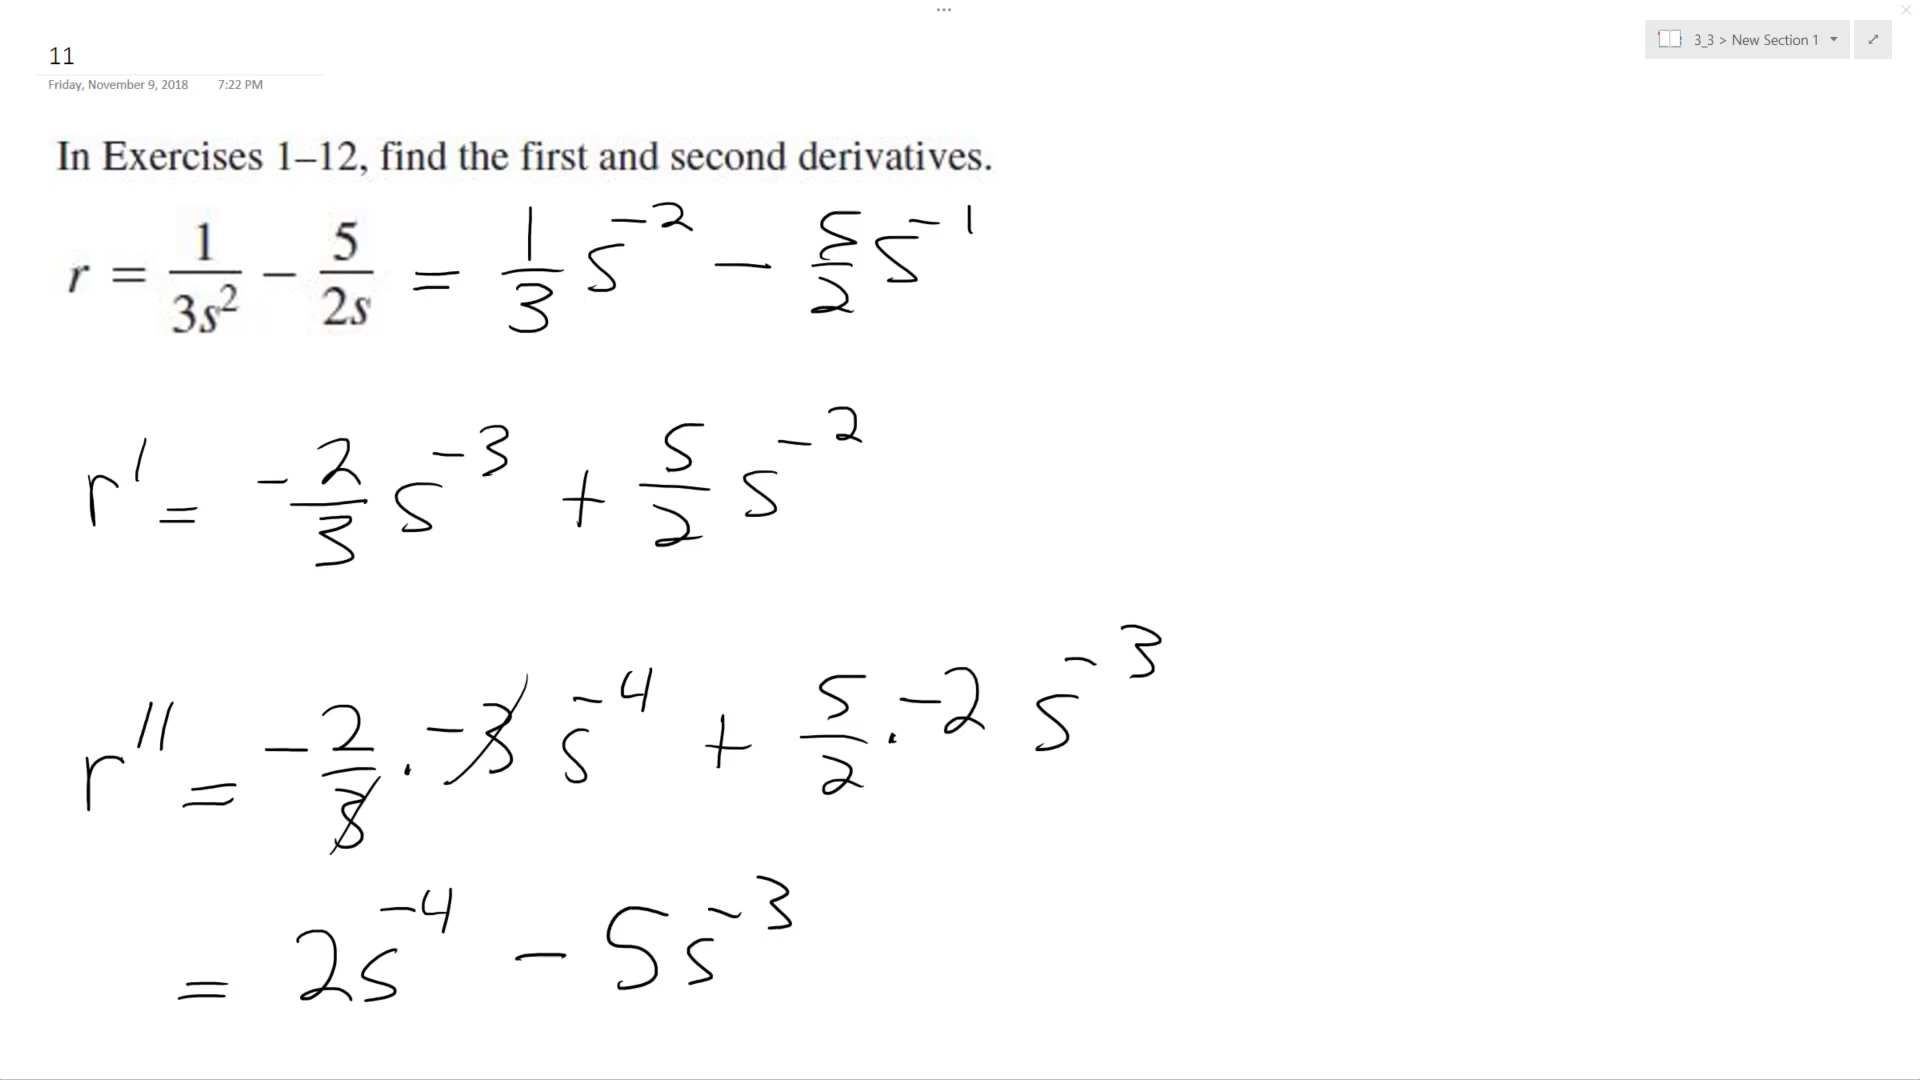 ...
3_3 > New Section 1
11
Friday, November 9, 2018 7:22 PM
In Exercises 1–12, find the first and second derivatives.
r = 1/(3s²) − 5/(2s) = 1/3 s⁻² − 5/2 s⁻¹
r' = −2/3 s⁻³ + 5/2 s⁻²
r'' = −2/3 · −3 s⁻⁴ + 5/2 · −2 s⁻³
= 2s⁻⁴ − 5s⁻³